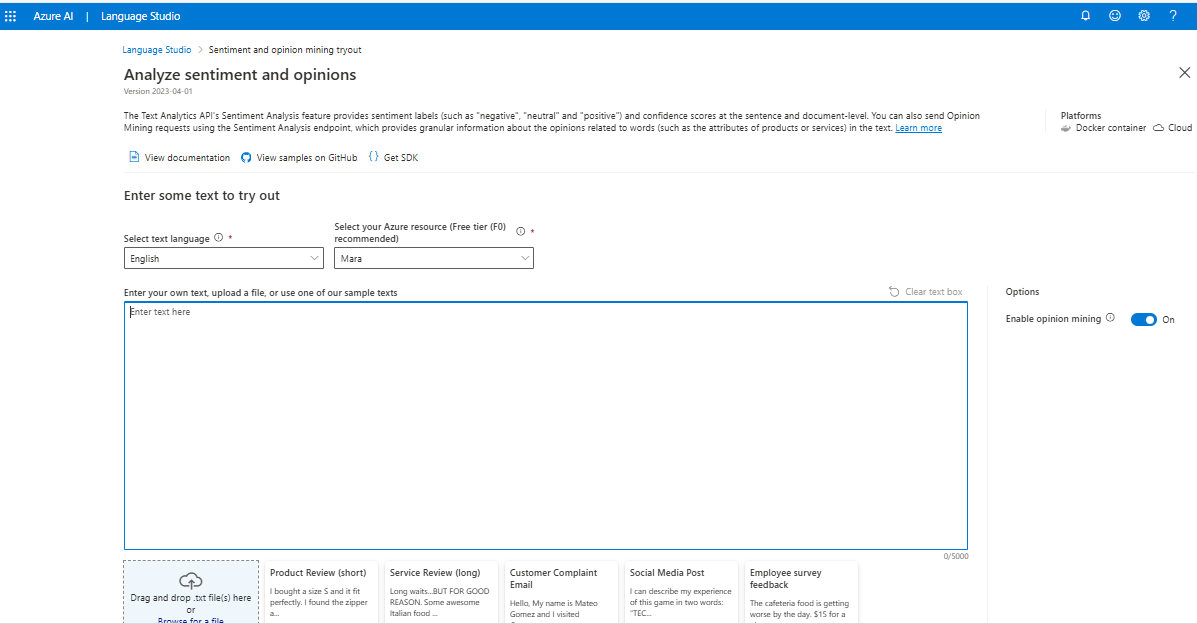 Azure AI | Language Studio
Language Studio > Sentiment and opinion mining tryout
Analyze sentiment and opinions
Version 2023-04-01
The Text Analytics API's Sentiment Analysis feature provides sentiment labels (such as "negative", "neutral" and "positive") and confidence scores at the sentence and document-level. You can also send Opinion
Mining requests using the Sentiment Analysis endpoint, which provides granular information about the opinions related to words (such as the attributes of products or services) in the text. Learn more
Platforms
Docker container Cloud
View documentation View samples on GitHub Get SDK
Enter some text to try out
Select text language *
English
Select your Azure resource (Free tier (F0)
recommended) *
Mara
Enter your own text, upload a file, or use one of our sample texts
Clear text box
Enter text here
0/5000
Options
Enable opinion mining On
Drag and drop .txt file(s) here
or
Browse for a file
Product Review (short)
I bought a size S and it fit
perfectly. I found the zipper
a...
Service Review (long)
Long waits...BUT FOR GOOD
REASON. Some awesome
Italian food ...
Customer Complaint
Email
Hello, My name is Mateo
Gomez and I visited
Social Media Post
I can describe my experience
of this game in two words:
"TEC...
Employee survey
feedback
The cafeteria food is getting
worse by the day. $15 for a